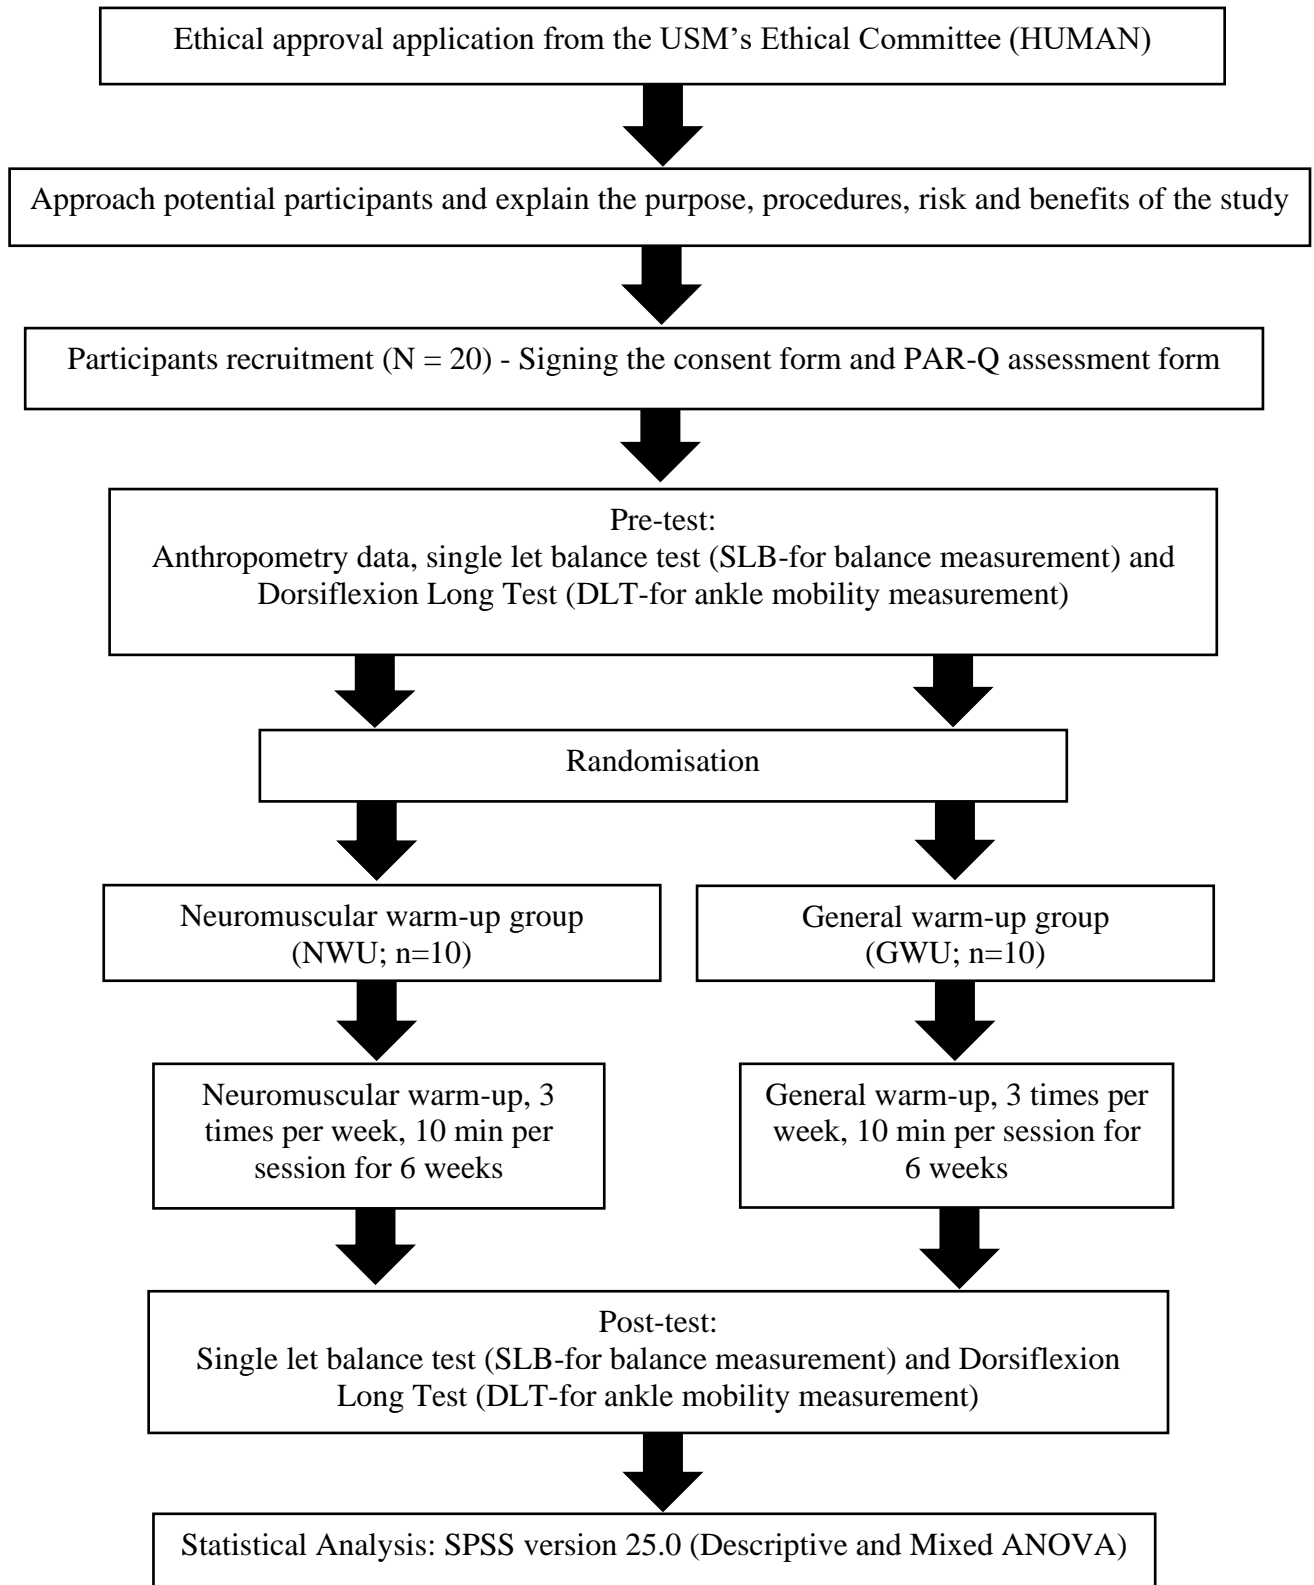 Ethical approval application from the USM's Ethical Committee (HUMAN)
Approach potential participants and explain the purpose, procedures, risk and benefits of the study
Participants recruitment (N = 20) - Signing the consent form and PAR-Q assessment form
Pre-test:
Anthropometry data, single let balance test (SLB-for balance measurement) and
Dorsiflexion Long Test (DLT-for ankle mobility measurement)
Randomisation
Neuromuscular warm-up group
(NWU; n=10)
General warm-up group
(GWU; n=10)
Neuromuscular warm-up, 3
times per week, 10 min per
session for 6 weeks
General warm-up, 3 times per
week, 10 min per session for
6 weeks
Post-test:
Single let balance test (SLB-for balance measurement) and Dorsiflexion
Long Test (DLT-for ankle mobility measurement)
Statistical Analysis: SPSS version 25.0 (Descriptive and Mixed ANOVA)